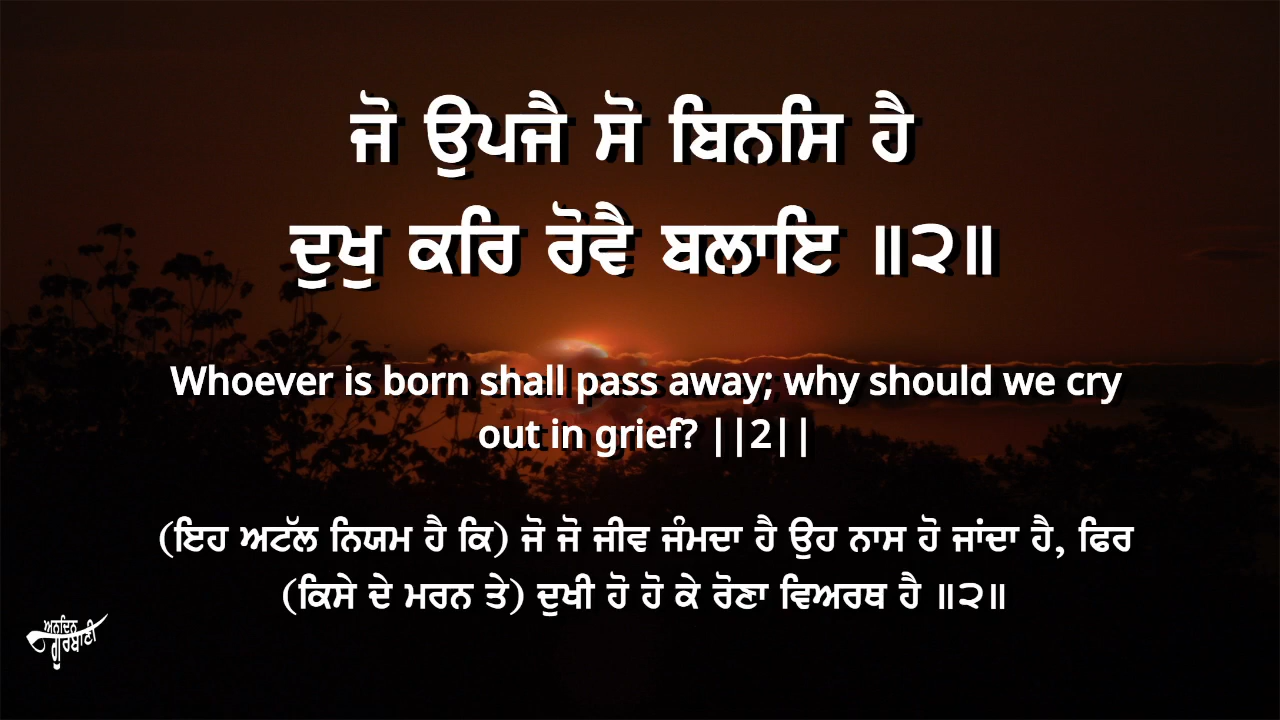 ਜੋ ਉਪਜੈ ਸੋ ਬਿਨਸਿ ਹੈ
ਦੁਖੁ ਕਰਿ ਰੋਵੈ ਬਲਾਇ ॥੨॥
Whoever is born shall pass away; why should we cry
out in grief? ||2||
(ਇਹ ਅਟੱਲ ਨਿਯਮ ਹੈ ਕਿ) ਜੋ ਜੋ ਜੀਵ ਜੰਮਦਾ ਹੈ ਉਹ ਨਾਸ ਹੋ ਜਾਂਦਾ ਹੈ, ਫਿਰ
(ਕਿਸੇ ਦੇ ਮਰਨ ਤੇ) ਦੁਖੀ ਹੋ ਹੋ ਕੇ ਰੋਣਾ ਵਿਅਰਥ ਹੈ ॥੨॥
ਅਨਦਿਨ
ਗੁਰਬਾਣੀ